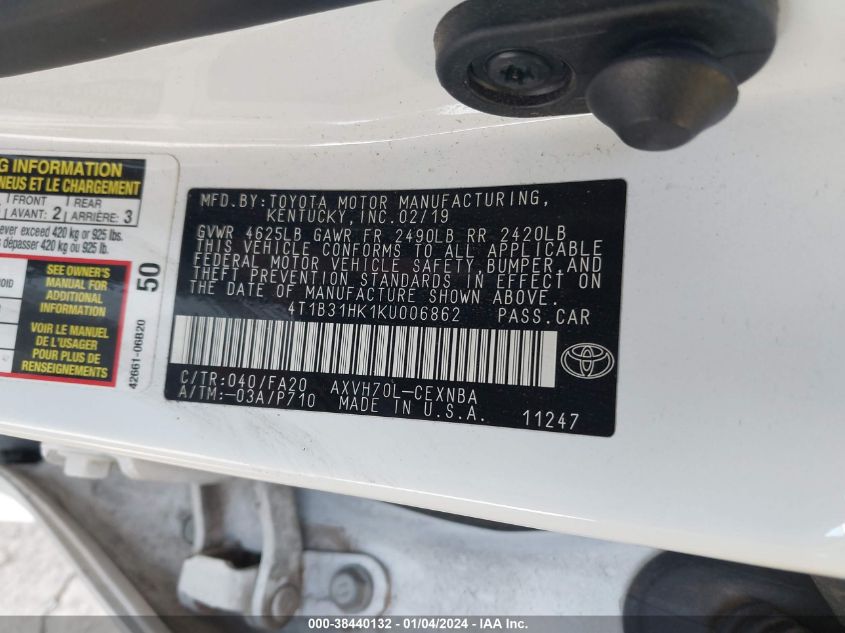 G INFORMATION
NEUS ET LE CHARGEMENT
FRONT
AVANT: 2
REAR
ARRIÈRE: 3
ever exceed 420 kg or 925 lbs.
dépasser 420 kg ou 925 lb.
SEE OWNER'S
MANUAL FOR
ADDITIONAL
INFORMATION
VOIR LE MANUEL
DE L'USAGER
POUR PLUS DE
RENSEIGNEMENTS
50
42661-06B20
MFD.BY:TOYOTA MOTOR MANUFACTURING,
KENTUCKY,INC.02/19
GVWR 4625LB GAWR FR 2490LB RR 2420LB
THIS VEHICLE CONFORMS TO ALL APPLICABLE
FEDERAL MOTOR VEHICLE SAFETY,BUMPER,AND
THEFT PREVENTION STANDARDS IN EFFECT ON
THE DATE OF MANUFACTURE SHOWN ABOVE.
4T1B31HK1KU006862 PASS.CAR
C/TR:040/FA20 AXVH70L-CEXNBA
A/TM:-03A/P710 MADE IN U.S.A.
11247
000-38440132 - 01/04/2024 - IAA Inc.